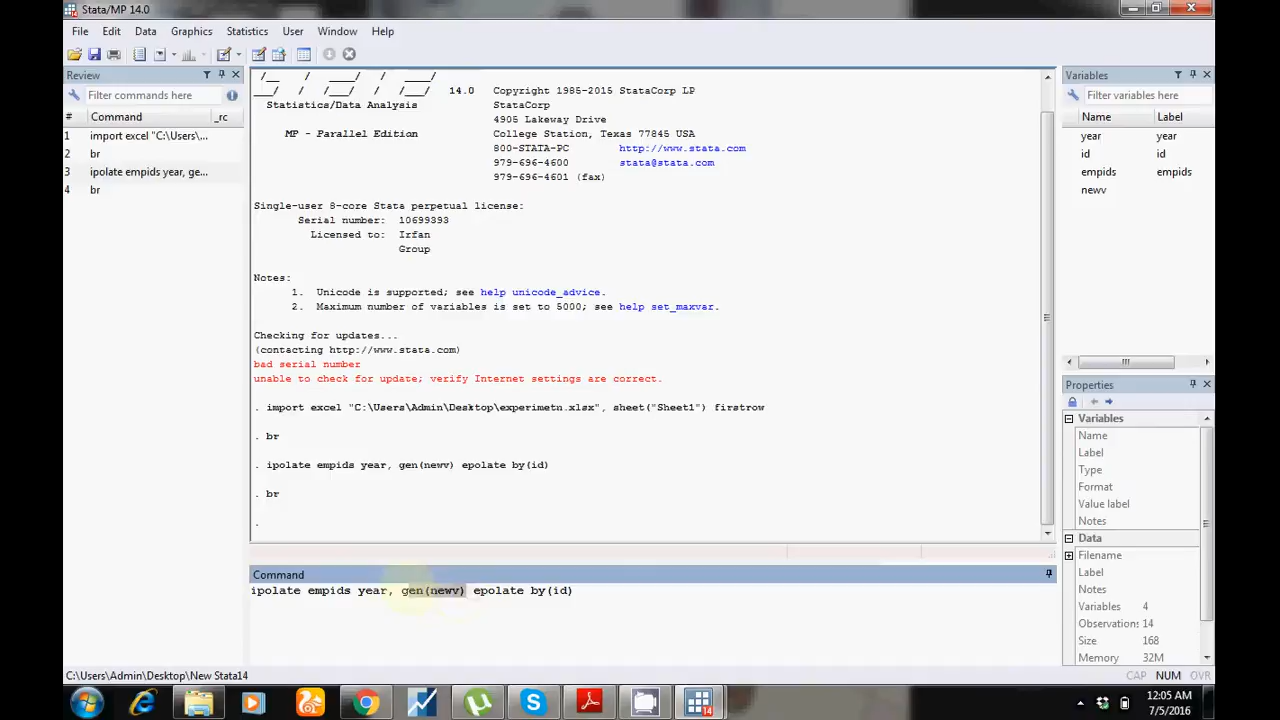 Stata/MP 14.0
File Edit Data Graphics Statistics User Window Help
Review
Filter commands here
# Command _rc
1 import excel "C:\Users\...
2 br
3 ipolate empids year, ge...
4 br
/__ / ____/ / ____/
___/ / /___/ / /___/ 14.0 Copyright 1985-2015 StataCorp LP
Statistics/Data Analysis StataCorp
4905 Lakeway Drive
MP - Parallel Edition College Station, Texas 77845 USA
800-STATA-PC http://www.stata.com
979-696-4600 stata@stata.com
979-696-4601 (fax)
Single-user 8-core Stata perpetual license:
Serial number: 10699393
Licensed to: Irfan
Group
Notes:
1. Unicode is supported; see help unicode_advice.
2. Maximum number of variables is set to 5000; see help set_maxvar.
Checking for updates...
(contacting http://www.stata.com)
bad serial number
unable to check for update; verify Internet settings are correct.
. import excel "C:\Users\Admin\Desktop\experimetn.xlsx", sheet("Sheet1") firstrow
. br
. ipolate empids year, gen(newv) epolate by(id)
. br
.
Command
ipolate empids year, gen(newv) epolate by(id)
Variables
Filter variables here
Name Label
year year
id id
empids empids
newv
Properties
Variables
Name
Label
Type
Format
Value label
Notes
Data
Filename
Label
Notes
Variables 4
Observations 14
Size 168
Memory 32M
C:\Users\Admin\Desktop\New Stata14
CAP NUM OVR
14
12:05 AM
7/5/2016